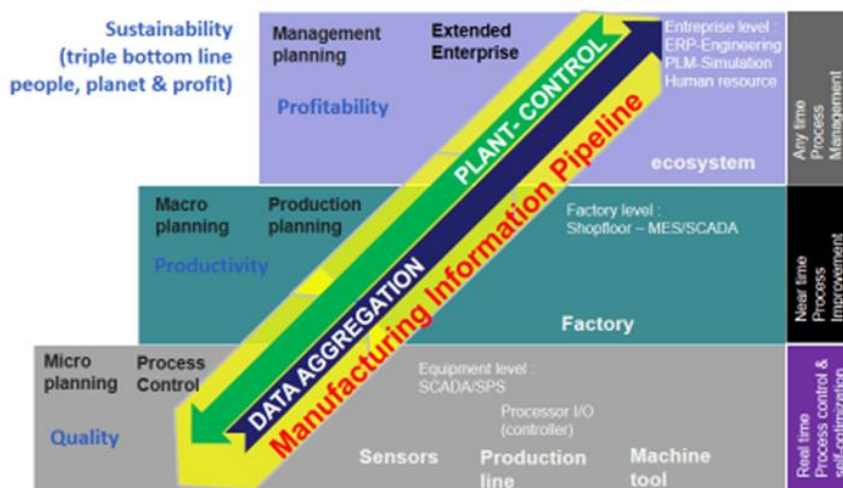 Sustainability
(triple bottom line
people, planet & profit)
Management
planning
Extended
Enterprise
Entreprise level :
ERP-Engineering
PLM-Simulation
Human resource
Profitability
ecosystem
Any time
Process
Management
PLANT- CONTROL
Macro
planning
Production
planning
Factory level :
Shopfloor – MES/SCADA
Productivity
Factory
Near time
Process
Improvement
DATA AGGREGATION
Manufacturing Information Pipeline
Micro
planning
Process
Control
Equipment level :
SCADA/SPS
Processor I/O
(controller)
Quality
Sensors
Production
line
Machine
tool
Real time
Process control &
self-optimization